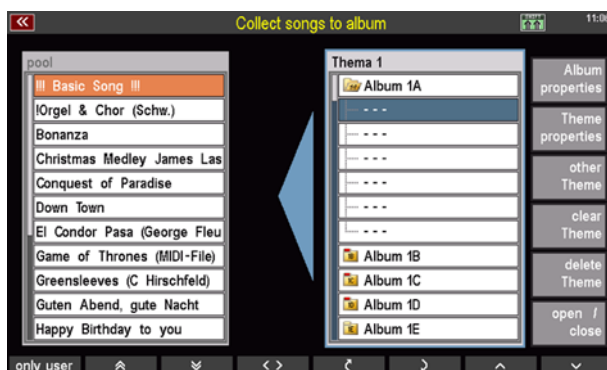 Collect songs to album
11:0
pool
!!! Basic Song !!!
!Orgel & Chor (Schw.)
Bonanza
Christmas Medley James Las
Conquest of Paradise
Down Town
El Condor Pasa (George Fleu
Game of Thrones (MIDI-File)
Greensleeves (C Hirschfeld)
Guten Abend, gute Nacht
Happy Birthday to you
Thema 1
Album 1A
- - -
- - -
- - -
- - -
- - -
- - -
Album 1B
Album 1C
Album 1D
Album 1E
Album
properties
Theme
properties
other
Theme
clear
Theme
delete
Theme
open /
close
only user